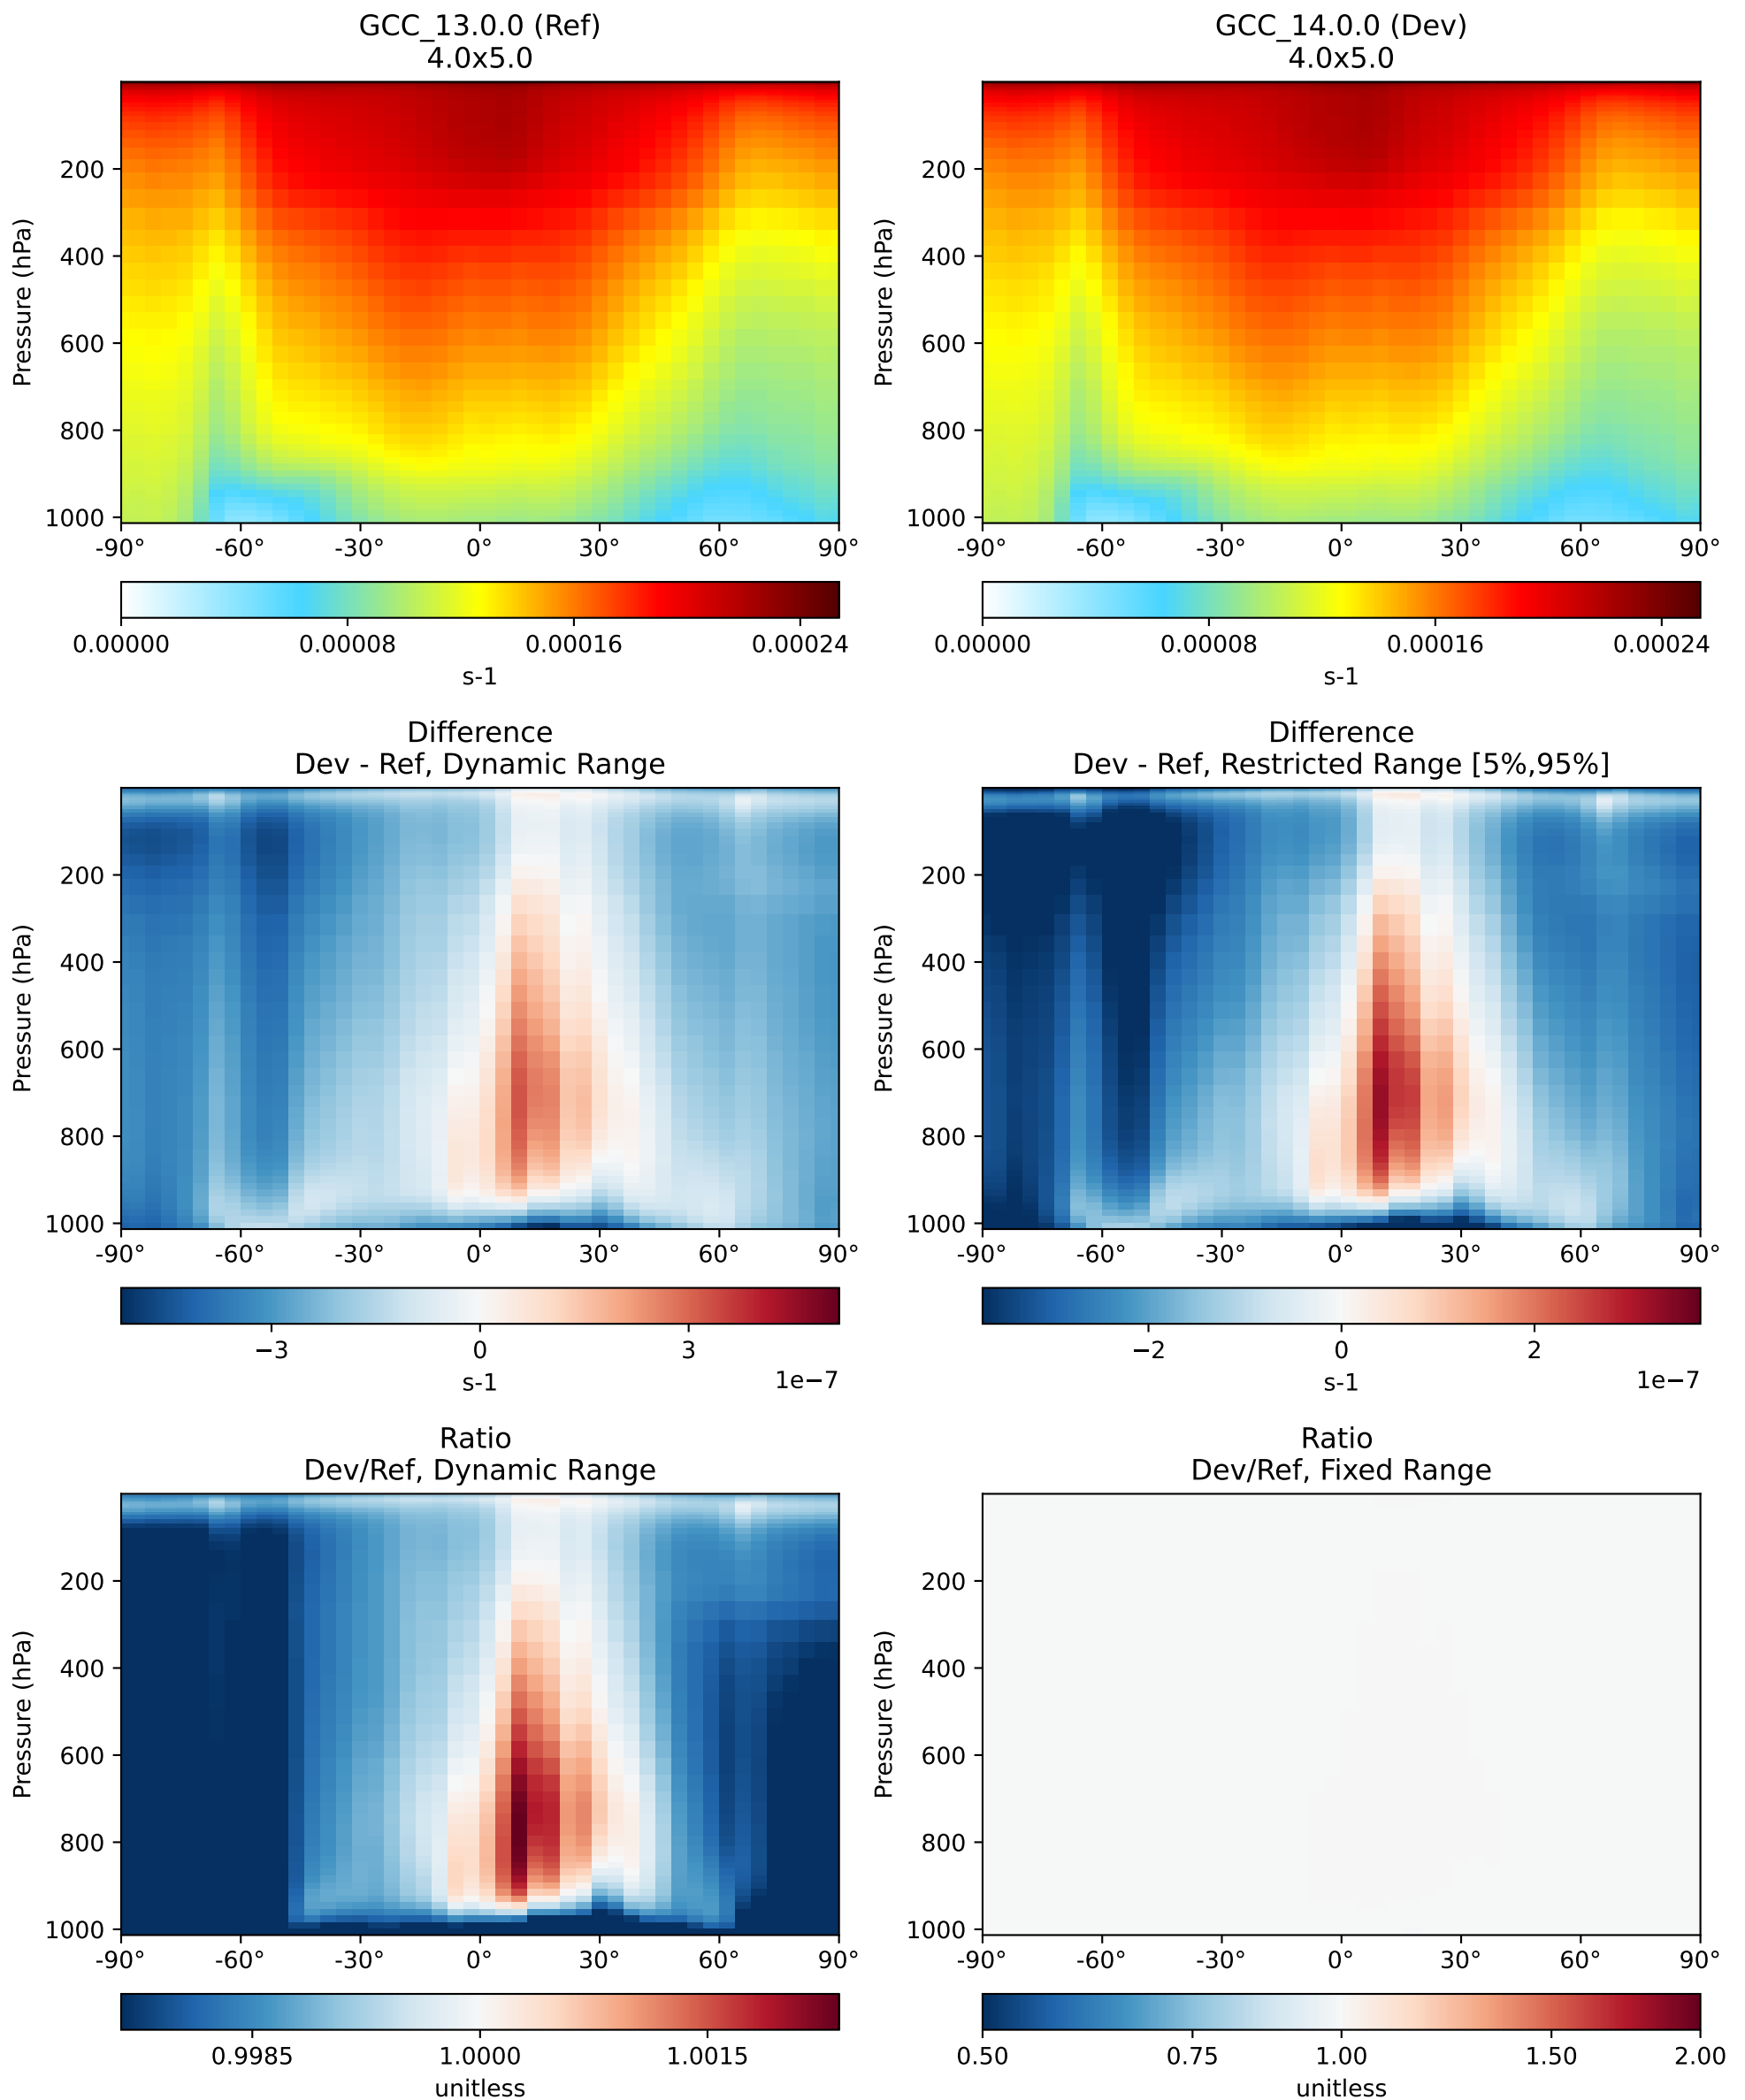 GCC_13.0.0 (Ref)
4.0x5.0
Pressure (hPa)
200
400
600
800
1000
-90° -60° -30° 0° 30° 60° 90°
0.00000 0.00008 0.00016 0.00024
s-1
GCC_14.0.0 (Dev)
4.0x5.0
Pressure (hPa)
200
400
600
800
1000
-90° -60° -30° 0° 30° 60° 90°
0.00000 0.00008 0.00016 0.00024
s-1
Difference
Dev - Ref, Dynamic Range
Pressure (hPa)
200
400
600
800
1000
-90° -60° -30° 0° 30° 60° 90°
−3 0 3
s-1 1e−7
Difference
Dev - Ref, Restricted Range [5%,95%]
Pressure (hPa)
200
400
600
800
1000
-90° -60° -30° 0° 30° 60° 90°
−2 0 2
s-1 1e−7
Ratio
Dev/Ref, Dynamic Range
Pressure (hPa)
200
400
600
800
1000
-90° -60° -30° 0° 30° 60° 90°
0.9985 1.0000 1.0015
unitless
Ratio
Dev/Ref, Fixed Range
Pressure (hPa)
200
400
600
800
1000
-90° -60° -30° 0° 30° 60° 90°
0.50 0.75 1.00 1.50 2.00
unitless